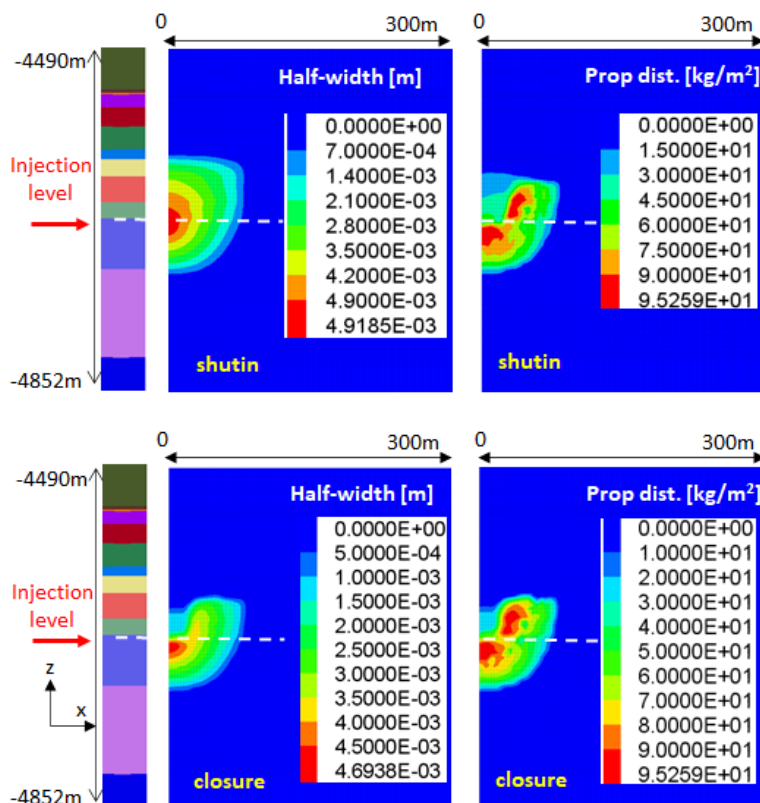 0
300m
0
300m
-4490m
Half-width [m]
Prop dist. [kg/m²]
0.0000E+00
7.0000E-04
1.4000E-03
2.1000E-03
2.8000E-03
3.5000E-03
4.2000E-03
4.9000E-03
4.9185E-03
0.0000E+00
1.5000E+01
3.0000E+01
4.5000E+01
6.0000E+01
7.5000E+01
9.0000E+01
9.5259E+01
Injection
level
shutin
shutin
-4852m
0
300m
0
300m
-4490m
Half-width [m]
Prop dist. [kg/m²]
0.0000E+00
5.0000E-04
1.0000E-03
1.5000E-03
2.0000E-03
2.5000E-03
3.0000E-03
3.5000E-03
4.0000E-03
4.5000E-03
4.6938E-03
0.0000E+00
1.0000E+01
2.0000E+01
3.0000E+01
4.0000E+01
5.0000E+01
6.0000E+01
7.0000E+01
8.0000E+01
9.0000E+01
9.5259E+01
Injection
level
z
x
closure
closure
-4852m